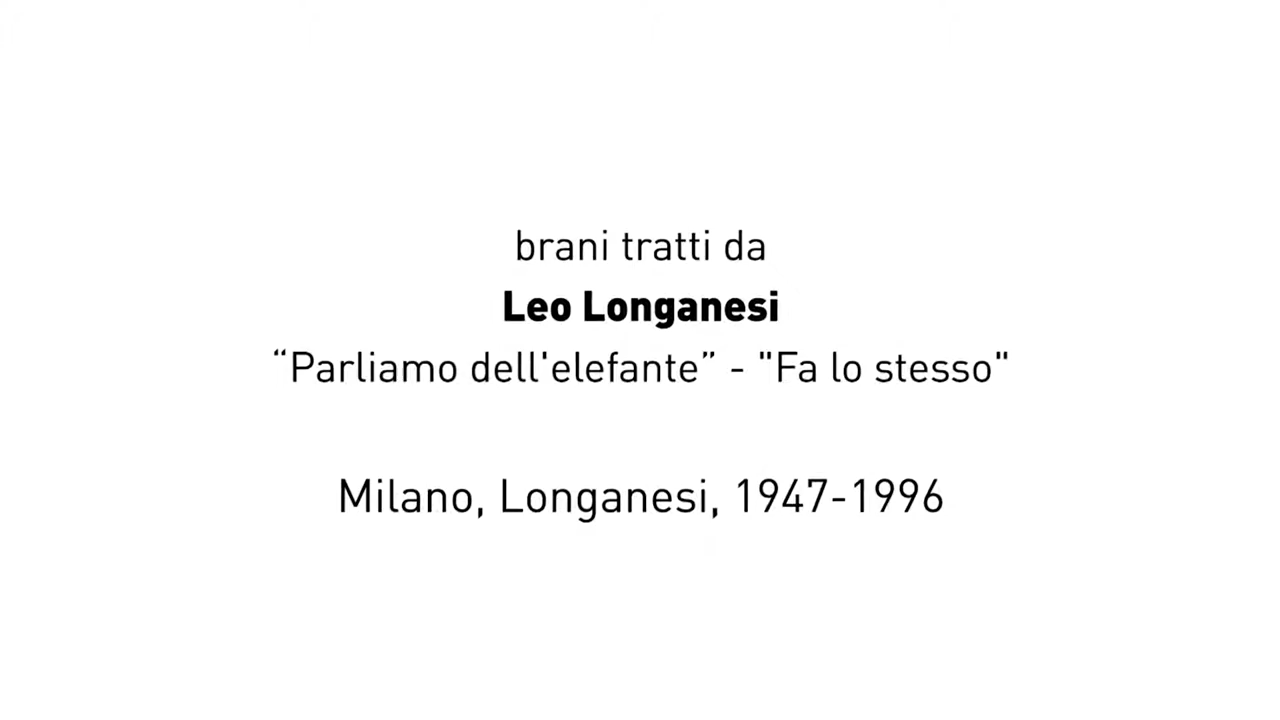 brani tratti da
Leo Longanesi
“Parliamo dell'elefante” - "Fa lo stesso"
Milano, Longanesi, 1947-1996